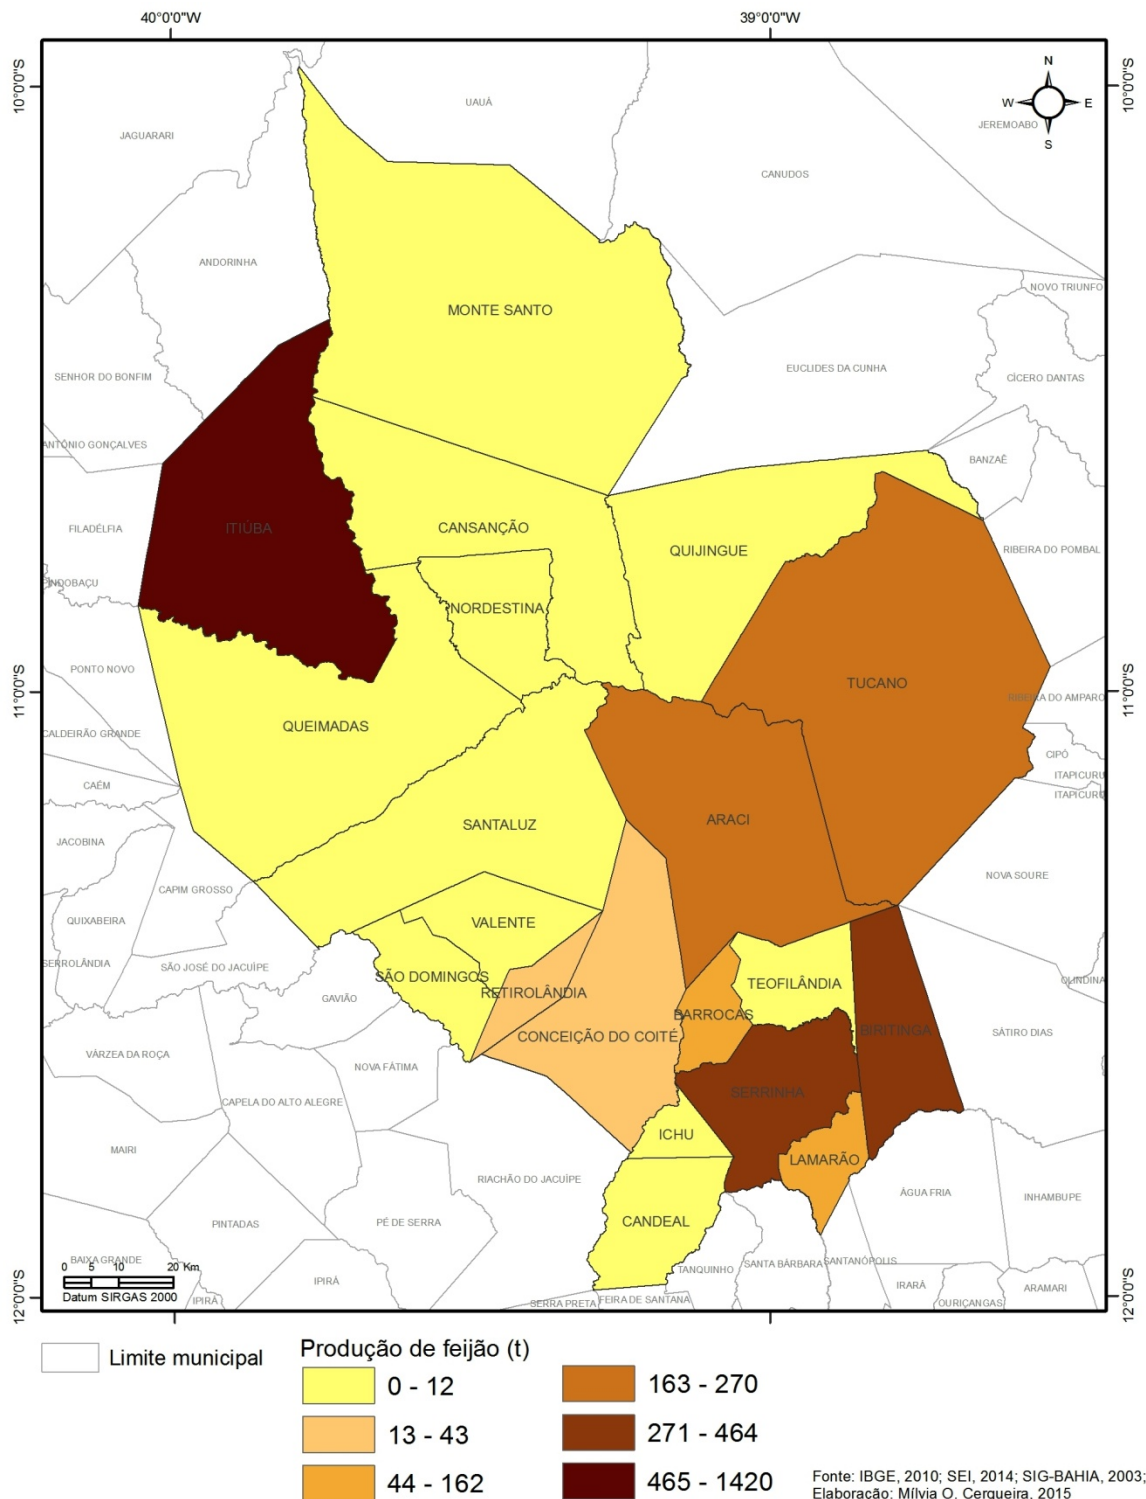 40°0'0"W
39°0'0"W
10°0'0"S
10°0'0"S
N
W
E
S
UAUÁ
JEREMOABO
JAGUARARI
CANUDOS
ANDORINHA
NOVO TRIUNFO
MONTE SANTO
EUCLIDES DA CUNHA
SENHOR DO BONFIM
CÍCERO DANTAS
ANTÔNIO GONÇALVES
BANZAÊ
FILADÉLFIA
ITIÚBA
CANSANÇÃO
QUIJINGUE
RIBEIRA DO POMBAL
PINDOBAÇU
NORDESTINA
PONTO NOVO
TUCANO
11°0'0"S
11°0'0"S
RIBEIRA DO AMPARO
QUEIMADAS
CALDEIRÃO GRANDE
CIPÓ
ITAPICURU
CAÉM
ITAPICURU
SANTALUZ
ARACI
JACOBINA
NOVA SOURE
CAPIM GROSSO
QUIXABEIRA
VALENTE
SERROLÂNDIA
SÃO JOSÉ DO JACUÍPE
SÃO DOMINGOS
TEOFILÂNDIA
OLINDINA
GAVIÃO
RETIROLÂNDIA
BARROCAS
BIRITINGA
SÁTIRO DIAS
CONCEIÇÃO DO COITÉ
VÁRZEA DA ROÇA
NOVA FÁTIMA
SERRINHA
CAPELA DO ALTO ALEGRE
ICHU
MAIRI
LAMARÃO
RIACHÃO DO JACUÍPE
ÁGUA FRIA
INHAMBUPE
PINTADAS
PÉ DE SERRA
CANDEAL
BAIXA GRANDE
SANTA BÁRBARA
SANTANÓPOLIS
TANQUINHO
0 5 10 20 Km
IPIRÁ
IRARÁ
ARAMARI
Datum SIRGAS 2000
IPIRÁ
SERRA PRETA
FEIRA DE SANTANA
OURIÇANGAS
12°0'0"S
12°0'0"S
Limite municipal
Produção de feijão (t)
0 - 12
163 - 270
13 - 43
271 - 464
44 - 162
465 - 1420
Fonte: IBGE, 2010; SEI, 2014; SIG-BAHIA, 2003;
Elaboração: Mílvia O. Cerqueira, 2015